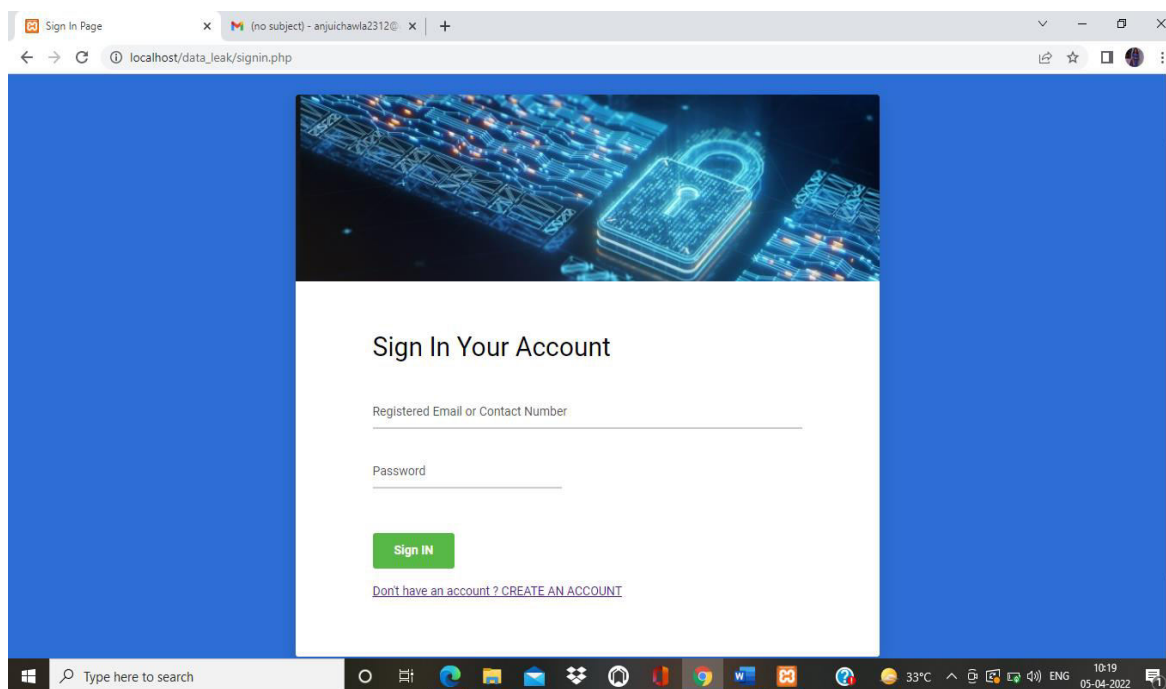 Sign In Page
(no subject) - anjuichawla2312@
localhost/data_leak/signin.php
Sign In Your Account
Registered Email or Contact Number
Password
Sign IN
Don't have an account ? CREATE AN ACCOUNT
Type here to search
33°C
ENG
10:19
05-04-2022